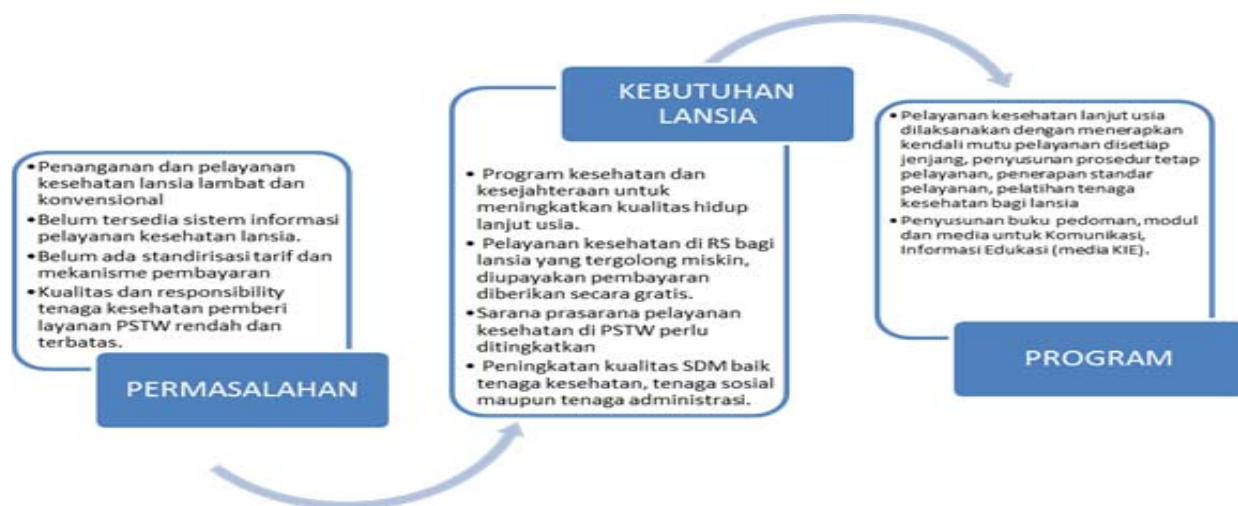 •Penanganan dan pelayanan
kesehatan lansia lambat dan
konvensional
•Belum tersedia sistem informasi
pelayanan kesehatan lansia.
•Belum ada standirisasi tarif dan
mekanisme pembayaran
•Kualitas dan responsibility
tenaga kesehatan pemberi
layanan PSTW rendah dan
terbatas.
PERMASALAHAN
KEBUTUHAN
LANSIA
• Program kesehatan dan
kesejahteraan untuk
meningkatkan kualitas hidup
lanjut usia.
• Pelayanan kesehatan di RS bagi
lansia yang tergolong miskin,
diupayakan pembayaran
diberikan secara gratis.
•Sarana prasarana pelayanan
kesehatan di PSTW perlu
ditingkatkan
• Peningkatan kualitas SDM baik
tenaga kesehatan, tenaga sosial
maupun tenaga administrasi.
•Pelayanan kesehatan lanjut usia
dilaksanakan dengan menerapkan
kendali mutu pelayanan disetiap
jenjang, penyusunan prosedur tetap
pelayanan, penerapan standar
pelayanan, pelatihan tenaga
kesehatan bagi lansia
•Penyusunan buku pedoman, modul
dan media untuk Komunikasi,
Informasi Edukasi (media KIE).
PROGRAM